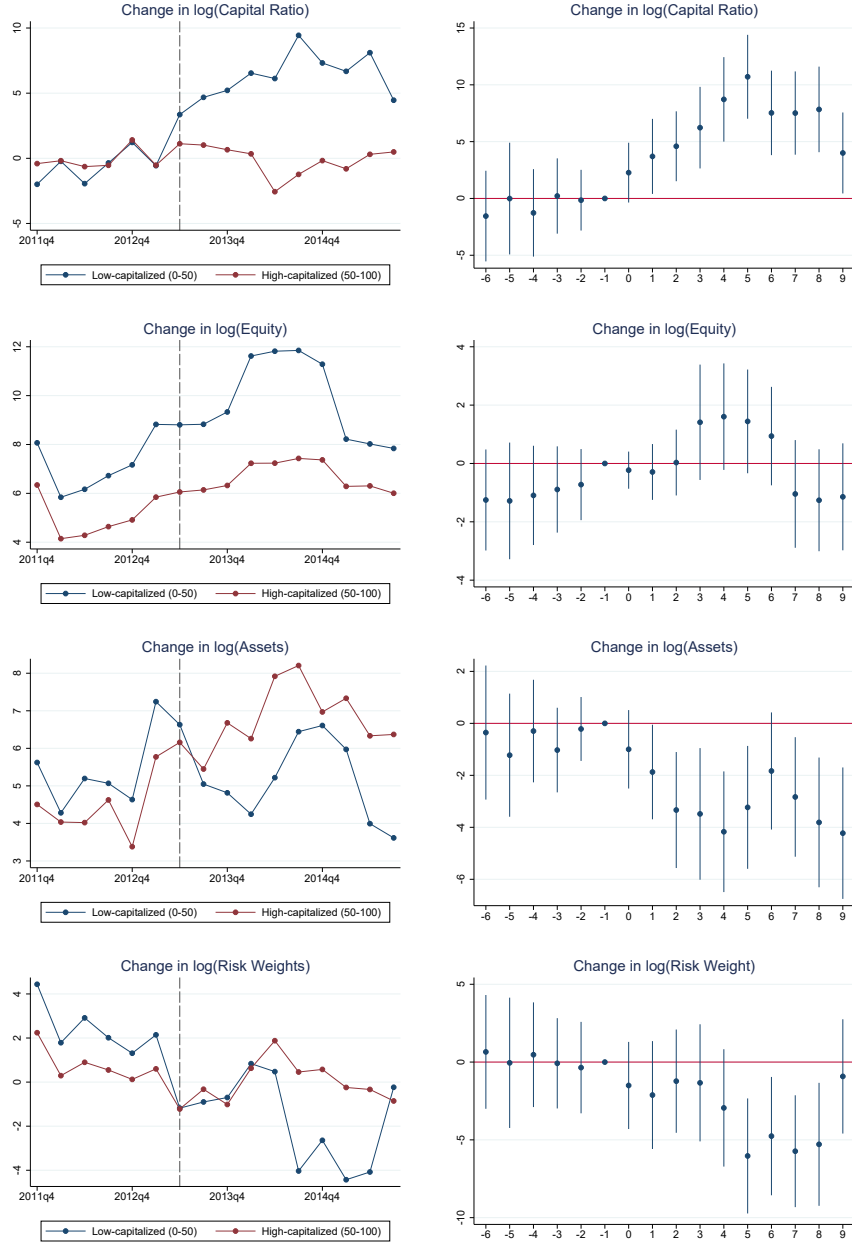 Change in log(Capital Ratio)
10
5
0
-5
2011q4 2012q4 2013q4 2014q4
Low-capitalized (0-50) High-capitalized (50-100)
Change in log(Capital Ratio)
15
10
5
0
-5
-6 -5 -4 -3 -2 -1 0 1 2 3 4 5 6 7 8 9
Change in log(Equity)
12
10
8
6
4
2011q4 2012q4 2013q4 2014q4
Low-capitalized (0-50) High-capitalized (50-100)
Change in log(Equity)
4
2
0
-2
-4
-6 -5 -4 -3 -2 -1 0 1 2 3 4 5 6 7 8 9
Change in log(Assets)
8
7
6
5
4
3
2011q4 2012q4 2013q4 2014q4
Low-capitalized (0-50) High-capitalized (50-100)
Change in log(Assets)
2
0
-2
-4
-6
-6 -5 -4 -3 -2 -1 0 1 2 3 4 5 6 7 8 9
Change in log(Risk Weights)
4
2
0
-2
-4
2011q4 2012q4 2013q4 2014q4
Low-capitalized (0-50) High-capitalized (50-100)
Change in log(Risk Weight)
5
0
-5
-10
-6 -5 -4 -3 -2 -1 0 1 2 3 4 5 6 7 8 9